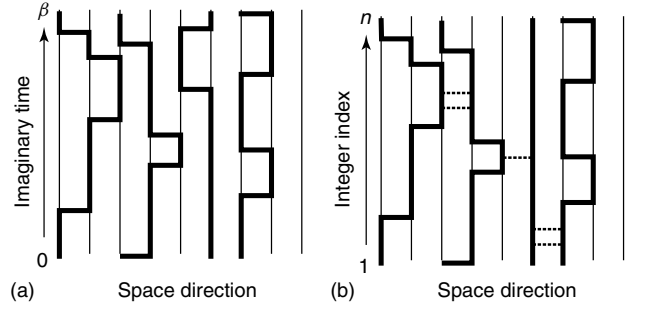 β
Imaginary time
0
(a)
Space direction
n
Integer index
1
(b)
Space direction